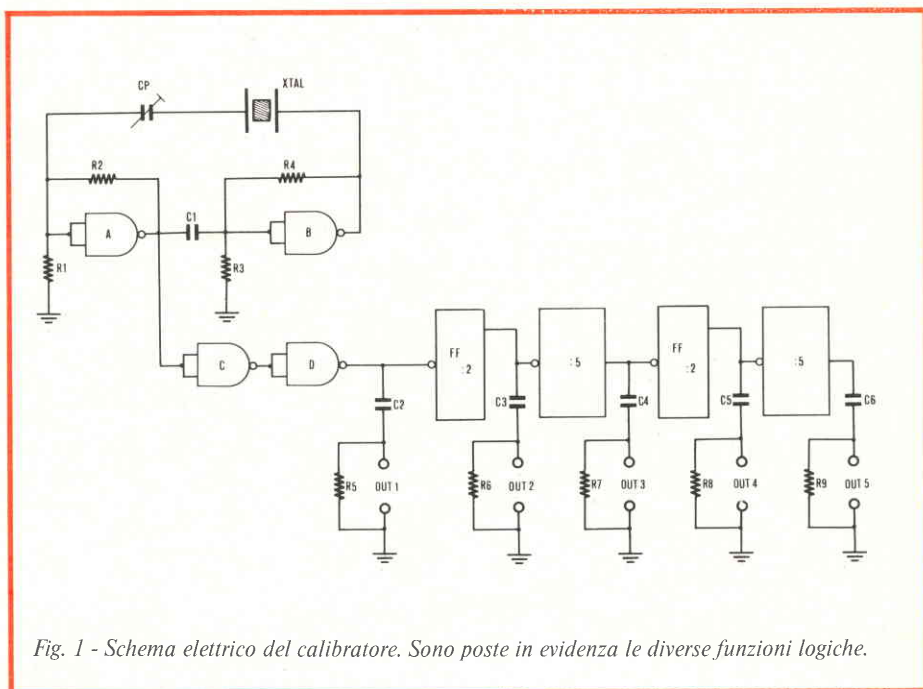 CP
XTAL
R2
R4
A
C1
B
R1
R3
C
D
FF
:2
:5
FF
:2
:5
C2
C3
C4
C5
C6
R5
OUT 1
R6
OUT 2
R7
OUT 3
R8
OUT 4
R9
OUT 5
Fig. 1 - Schema elettrico del calibratore. Sono poste in evidenza le diverse funzioni logiche.